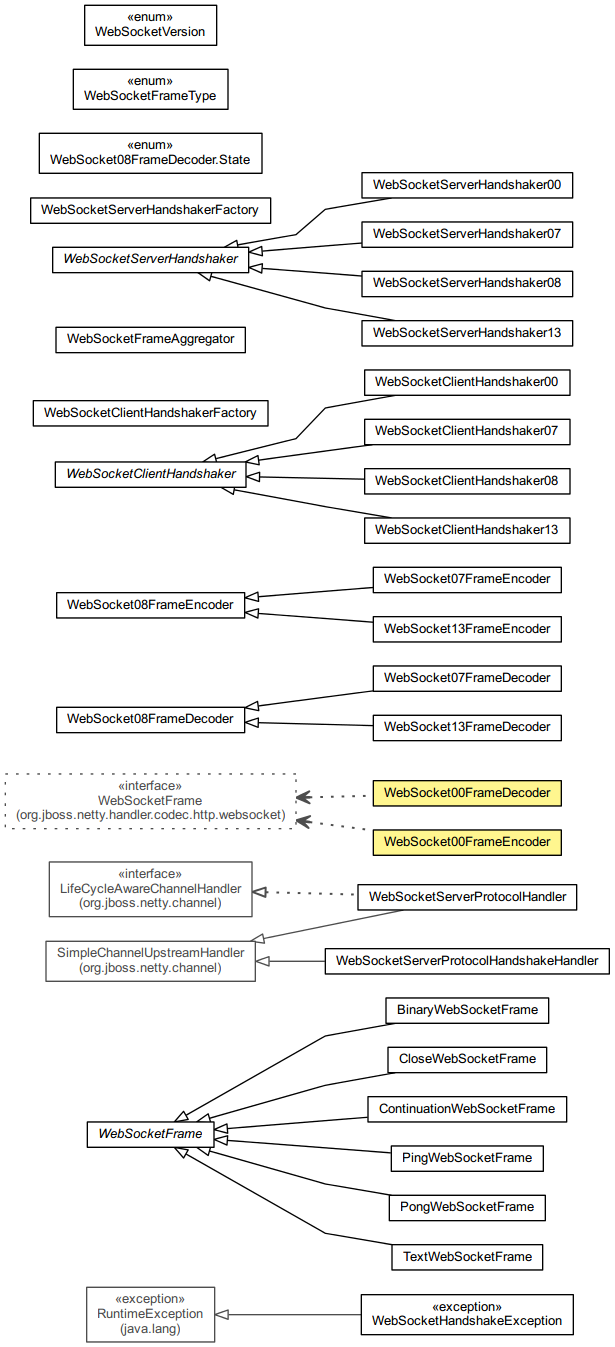 «enum»
WebSocketVersion
«enum»
WebSocketFrameType
«enum»
WebSocket08FrameDecoder.State
WebSocketServerHandshakerFactory
WebSocketServerHandshaker00
WebSocketServerHandshaker07
WebSocketServerHandshaker
WebSocketServerHandshaker08
WebSocketServerHandshaker13
WebSocketFrameAggregator
WebSocketClientHandshaker00
WebSocketClientHandshakerFactory
WebSocketClientHandshaker07
WebSocketClientHandshaker
WebSocketClientHandshaker08
WebSocketClientHandshaker13
WebSocket07FrameEncoder
WebSocket08FrameEncoder
WebSocket13FrameEncoder
WebSocket07FrameDecoder
WebSocket08FrameDecoder
WebSocket13FrameDecoder
«interface»
WebSocketFrame
(org.jboss.netty.handler.codec.http.websocket)
WebSocket00FrameDecoder
WebSocket00FrameEncoder
«interface»
LifeCycleAwareChannelHandler
(org.jboss.netty.channel)
WebSocketServerProtocolHandler
SimpleChannelUpstreamHandler
(org.jboss.netty.channel)
WebSocketServerProtocolHandshakeHandler
BinaryWebSocketFrame
CloseWebSocketFrame
ContinuationWebSocketFrame
WebSocketFrame
PingWebSocketFrame
PongWebSocketFrame
TextWebSocketFrame
«exception»
RuntimeException
(java.lang)
«exception»
WebSocketHandshakeException